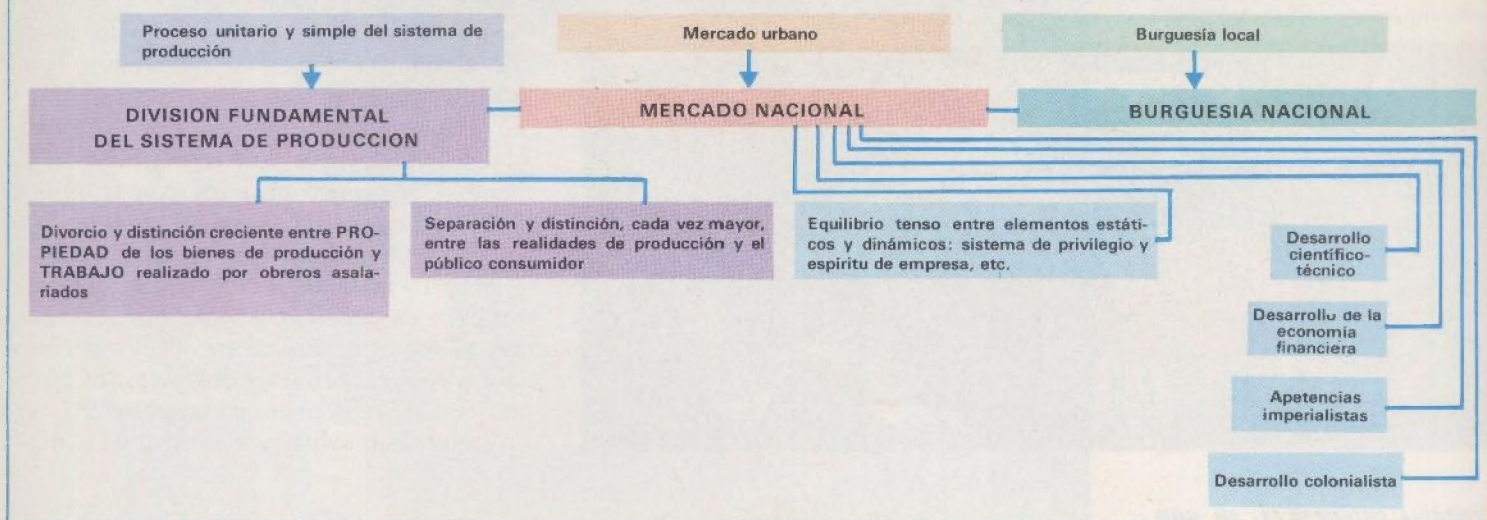 Proceso unitario y simple del sistema de
producción
Mercado urbano
Burguesía local
DIVISION FUNDAMENTAL
DEL SISTEMA DE PRODUCCION
MERCADO NACIONAL
BURGUESIA NACIONAL
Divorcio y distinción creciente entre PRO-
PIEDAD de los bienes de producción y
TRABAJO realizado por obreros asala-
riados
Separación y distinción, cada vez mayor,
entre las realidades de producción y el
público consumidor
Equilibrio tenso entre elementos estáti-
cos y dinámicos: sistema de privilegio y
espíritu de empresa, etc.
Desarrollo
científico-
técnico
Desarrollo de la
economía
financiera
Apetencias
imperialistas
Desarrollo colonialista